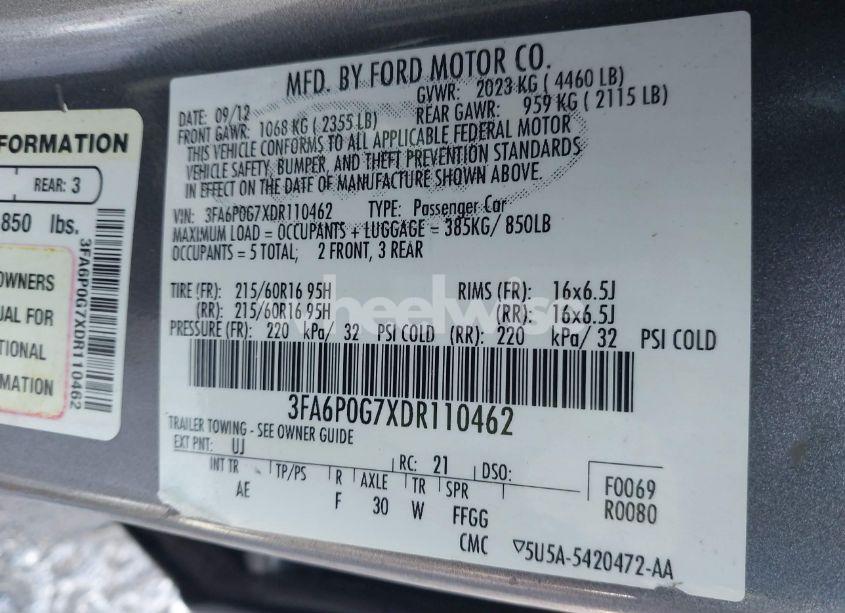 FORMATION
REAR: 3
850 lbs.
OWNERS
UAL FOR
TIONAL
RMATION
3FA6P0G7XDR110462
MFD. BY FORD MOTOR CO.
DATE: 09/12 GVWR: 2023 KG ( 4460 LB)
FRONT GAWR: 1068 KG ( 2355 LB) REAR GAWR: 959 KG ( 2115 LB)
THIS VEHICLE CONFORMS TO ALL APPLICABLE FEDERAL MOTOR
VEHICLE SAFETY, BUMPER, AND THEFT PREVENTION STANDARDS
IN EFFECT ON THE DATE OF MANUFACTURE SHOWN ABOVE.
VIN: 3FA6P0G7XDR110462 TYPE: Passenger Car
MAXIMUM LOAD = OCCUPANTS + LUGGAGE = 385KG/ 850LB
OCCUPANTS = 5 TOTAL; 2 FRONT, 3 REAR
TIRE (FR): 215/60R16 95H RIMS (FR): 16x6.5J
(RR): 215/60R16 95H (RR): 16x6.5J
PRESSURE (FR): 220 kPa/ 32 PSI COLD (RR): 220 kPa/ 32 PSI COLD
wheelwise
3FA6P0G7XDR110462
TRAILER TOWING - SEE OWNER GUIDE
EXT PNT: UJ RC: 21 DSO:
INT TR TP/PS R AXLE TR SPR F0069
AE F 30 W FFGG R0080
CMC ▽5U5A-5420472-AA